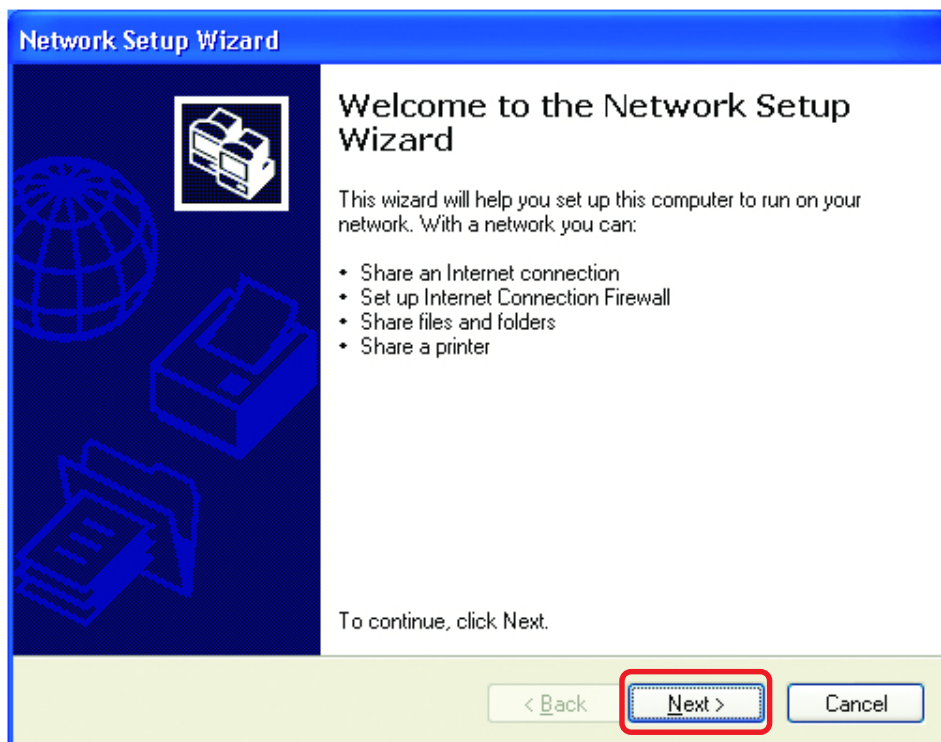 Network Setup Wizard
Welcome to the Network Setup
Wizard
This wizard will help you set up this computer to run on your
network. With a network you can:
• Share an Internet connection
• Set up Internet Connection Firewall
• Share files and folders
• Share a printer
To continue, click Next.
< Back Next > Cancel